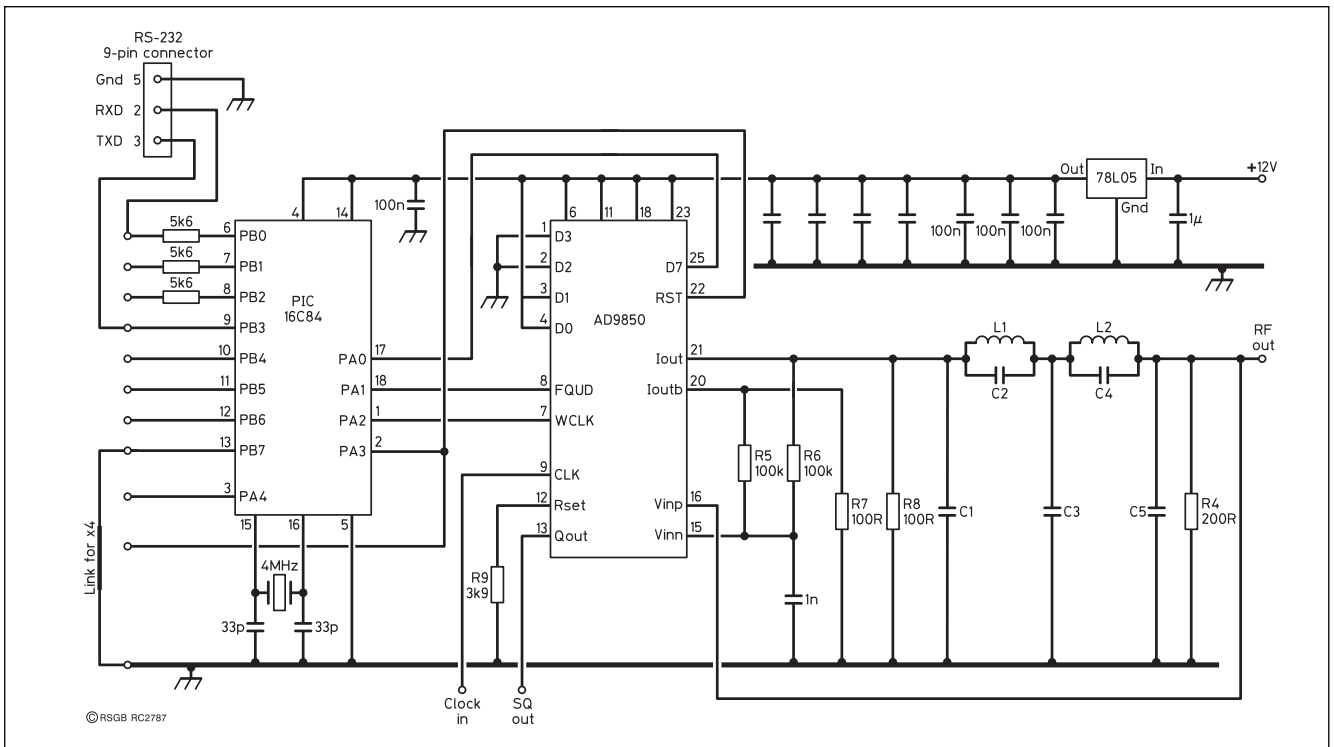 RS-232
9-pin connector
Gnd 5
RXD 2
TXD 3
+12V
Out
78L05
In
Gnd
1µ
4
14
100n
6
11
18
23
100n
100n
100n
5k6
6
PB0
5k6
7
PB1
5k6
8
PB2
9
PB3
10
PB4
11
PB5
12
PB6
13
PB7
3
PA4
PIC
16C84
PA0
17
PA1
18
PA2
1
PA3
2
15
16
5
1
D3
2
D2
3
D1
4
D0
AD9850
D7
25
RST
22
Iout
21
Ioutb
20
8
FQUD
7
WCLK
9
CLK
12
Rset
13
Qout
Vinp
16
Vinn
15
L1
L2
RF
out
C2
C4
R5
100k
R6
100k
R7
100R
R8
100R
C1
C3
C5
R4
200R
Link for x4
4MHz
33p
33p
R9
3k9
1n
Clock
in
SQ
out
©RSGB RC2787